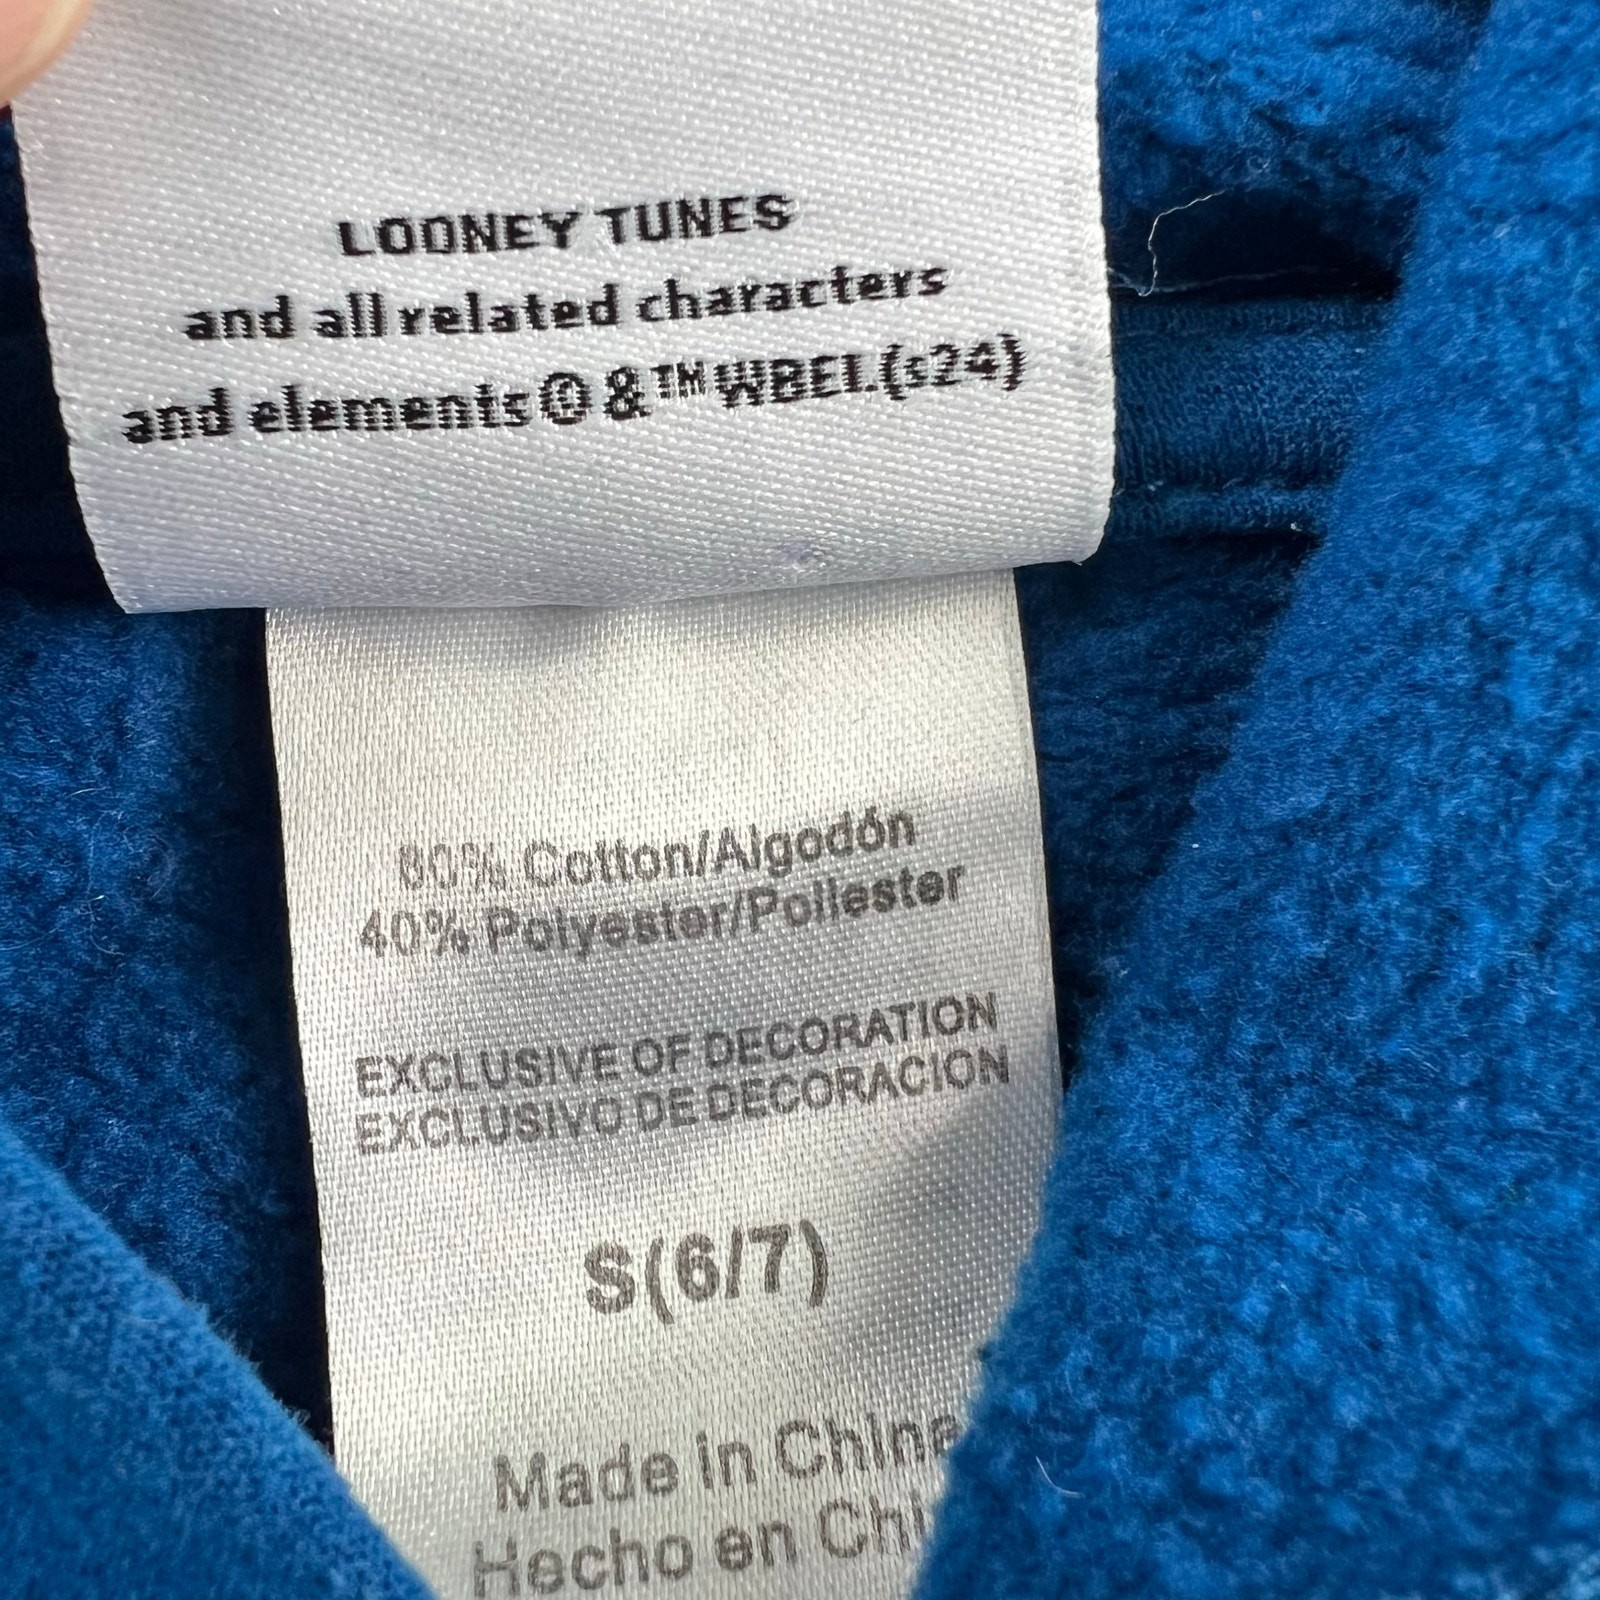 LOONEY TUNES
and all related characters
and elements © & ™ WBEI. (s24)
60% Cotton/Algodón
40% Polyester/Poliester
EXCLUSIVE OF DECORATION
EXCLUSIVO DE DECORACION
S(6/7)
Made in China
Hecho en Chi